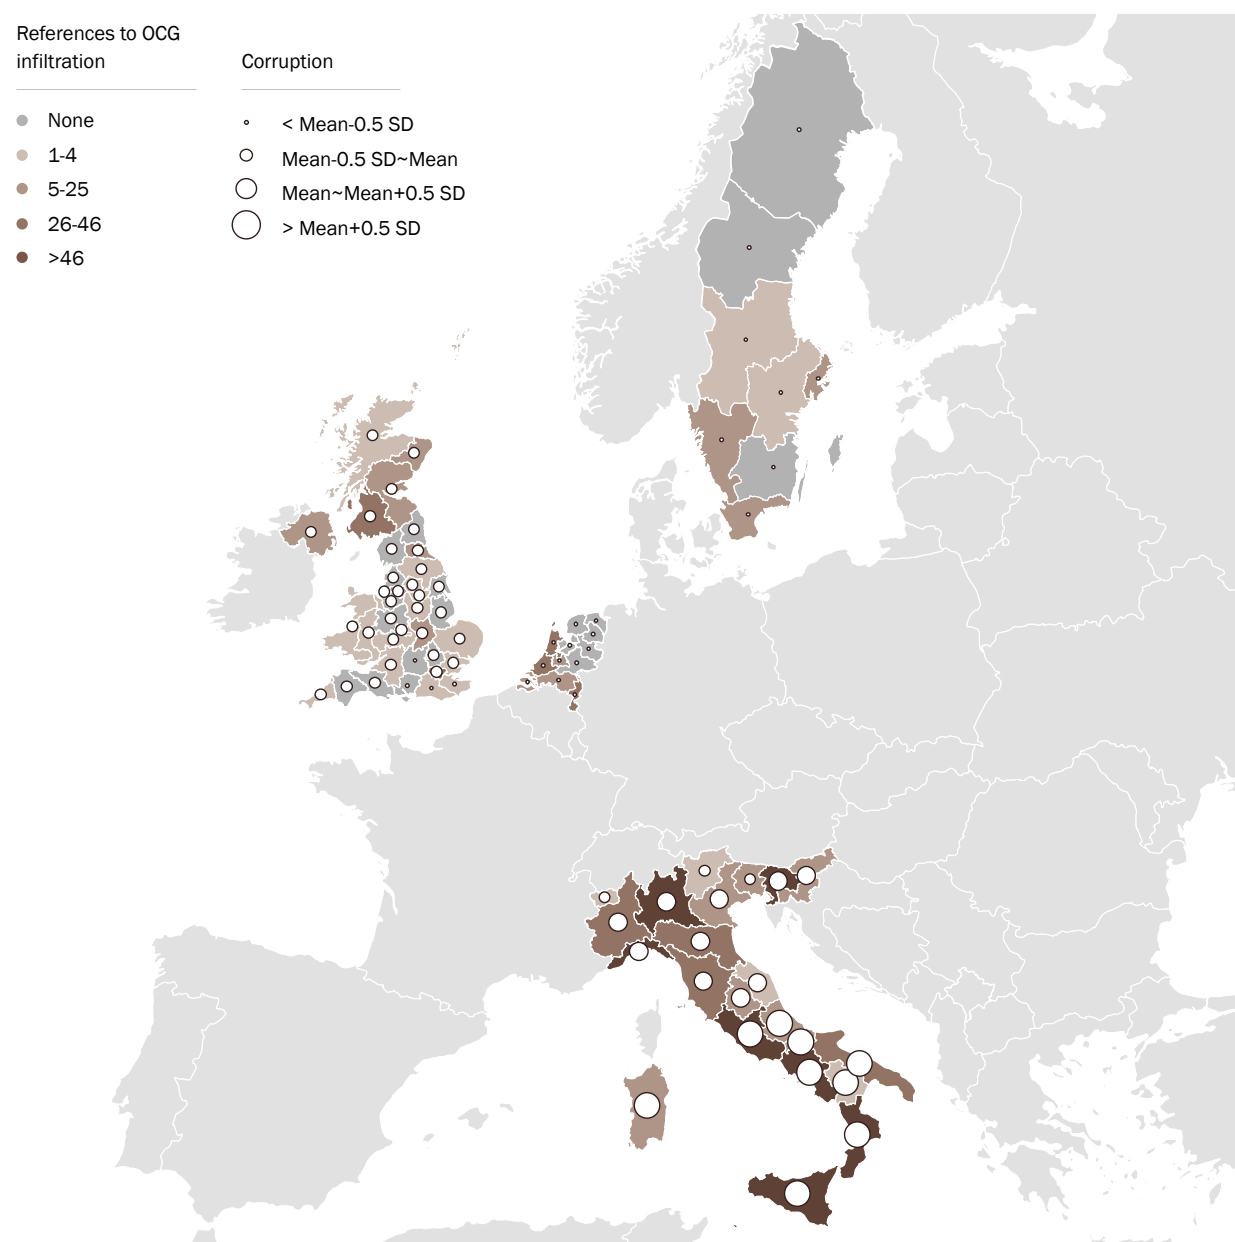 References to OCG
infiltration
None
1-4
5-25
26-46
>46
Corruption
< Mean-0.5 SD
Mean-0.5 SD~Mean
Mean~Mean+0.5 SD
> Mean+0.5 SD